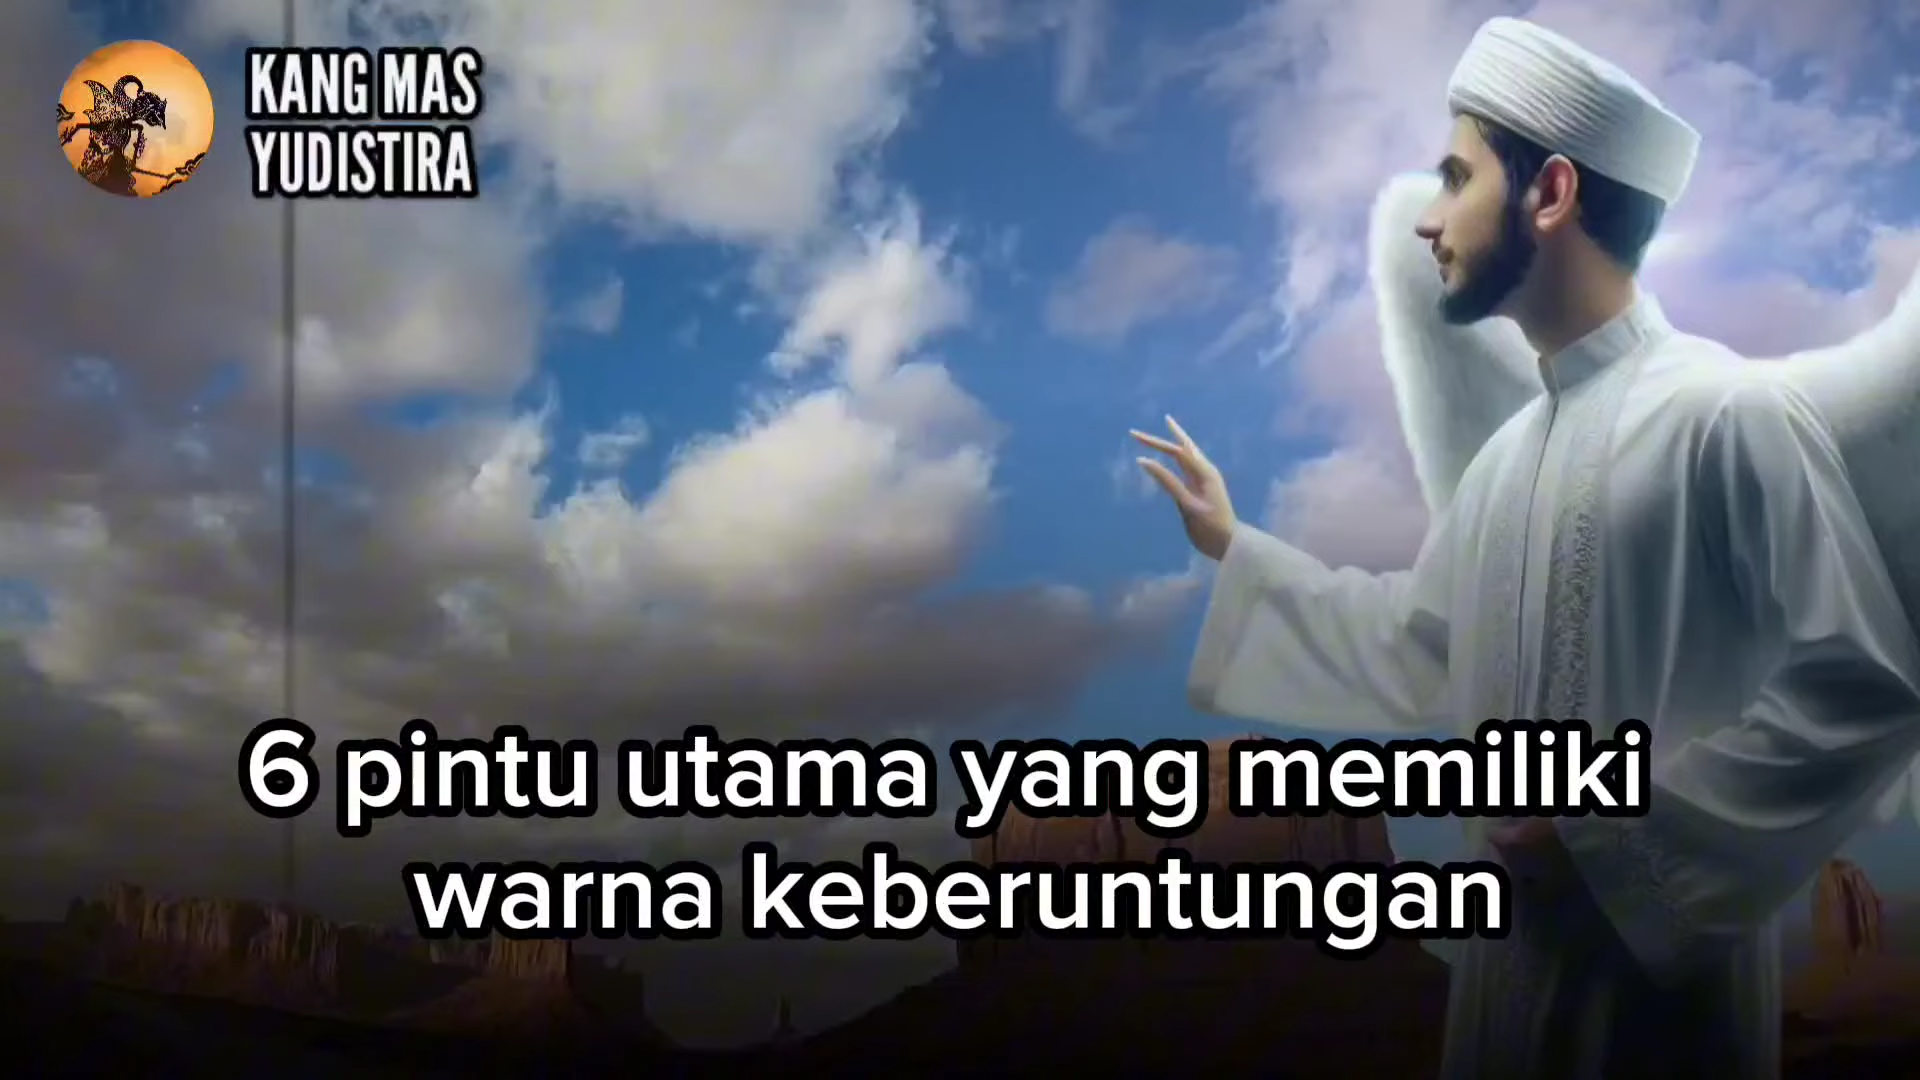 KANG MAS
YUDISTIRA
6 pintu utama yang memiliki
warna keberuntungan